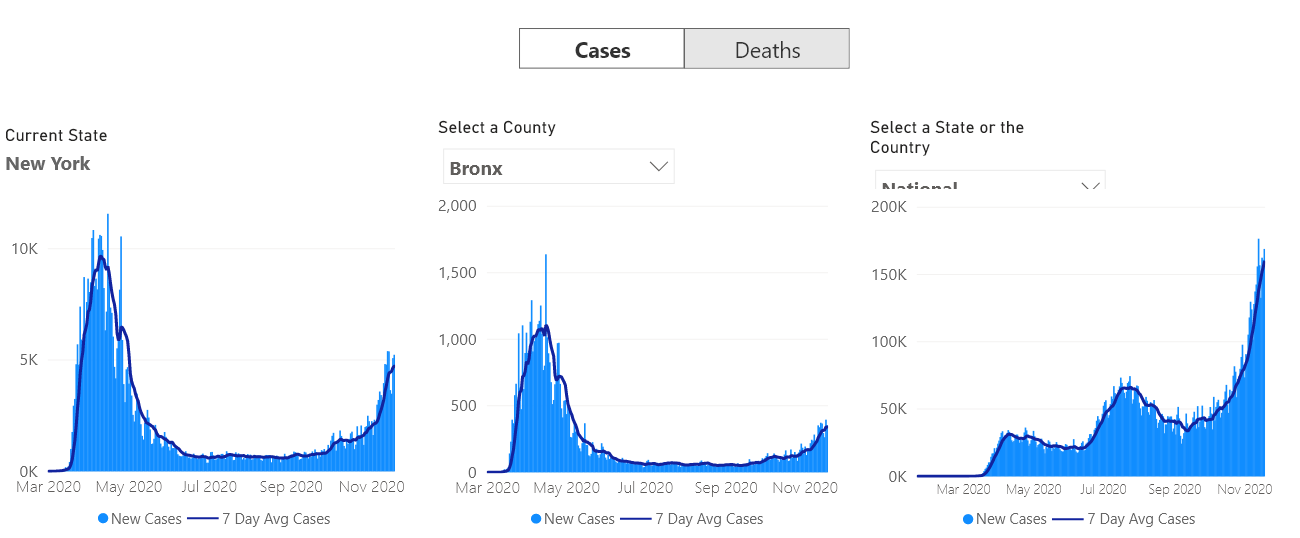 Cases
Deaths
Current State
New York
Select a County
Bronx
Select a State or the
Country
National
10K
5K
0K
Mar 2020 May 2020 Jul 2020 Sep 2020 Nov 2020
New Cases 7 Day Avg Cases
2,000
1,500
1,000
500
0
Mar 2020 May 2020 Jul 2020 Sep 2020 Nov 2020
New Cases 7 Day Avg Cases
200K
150K
100K
50K
0K
Mar 2020 May 2020 Jul 2020 Sep 2020 Nov 2020
New Cases 7 Day Avg Cases